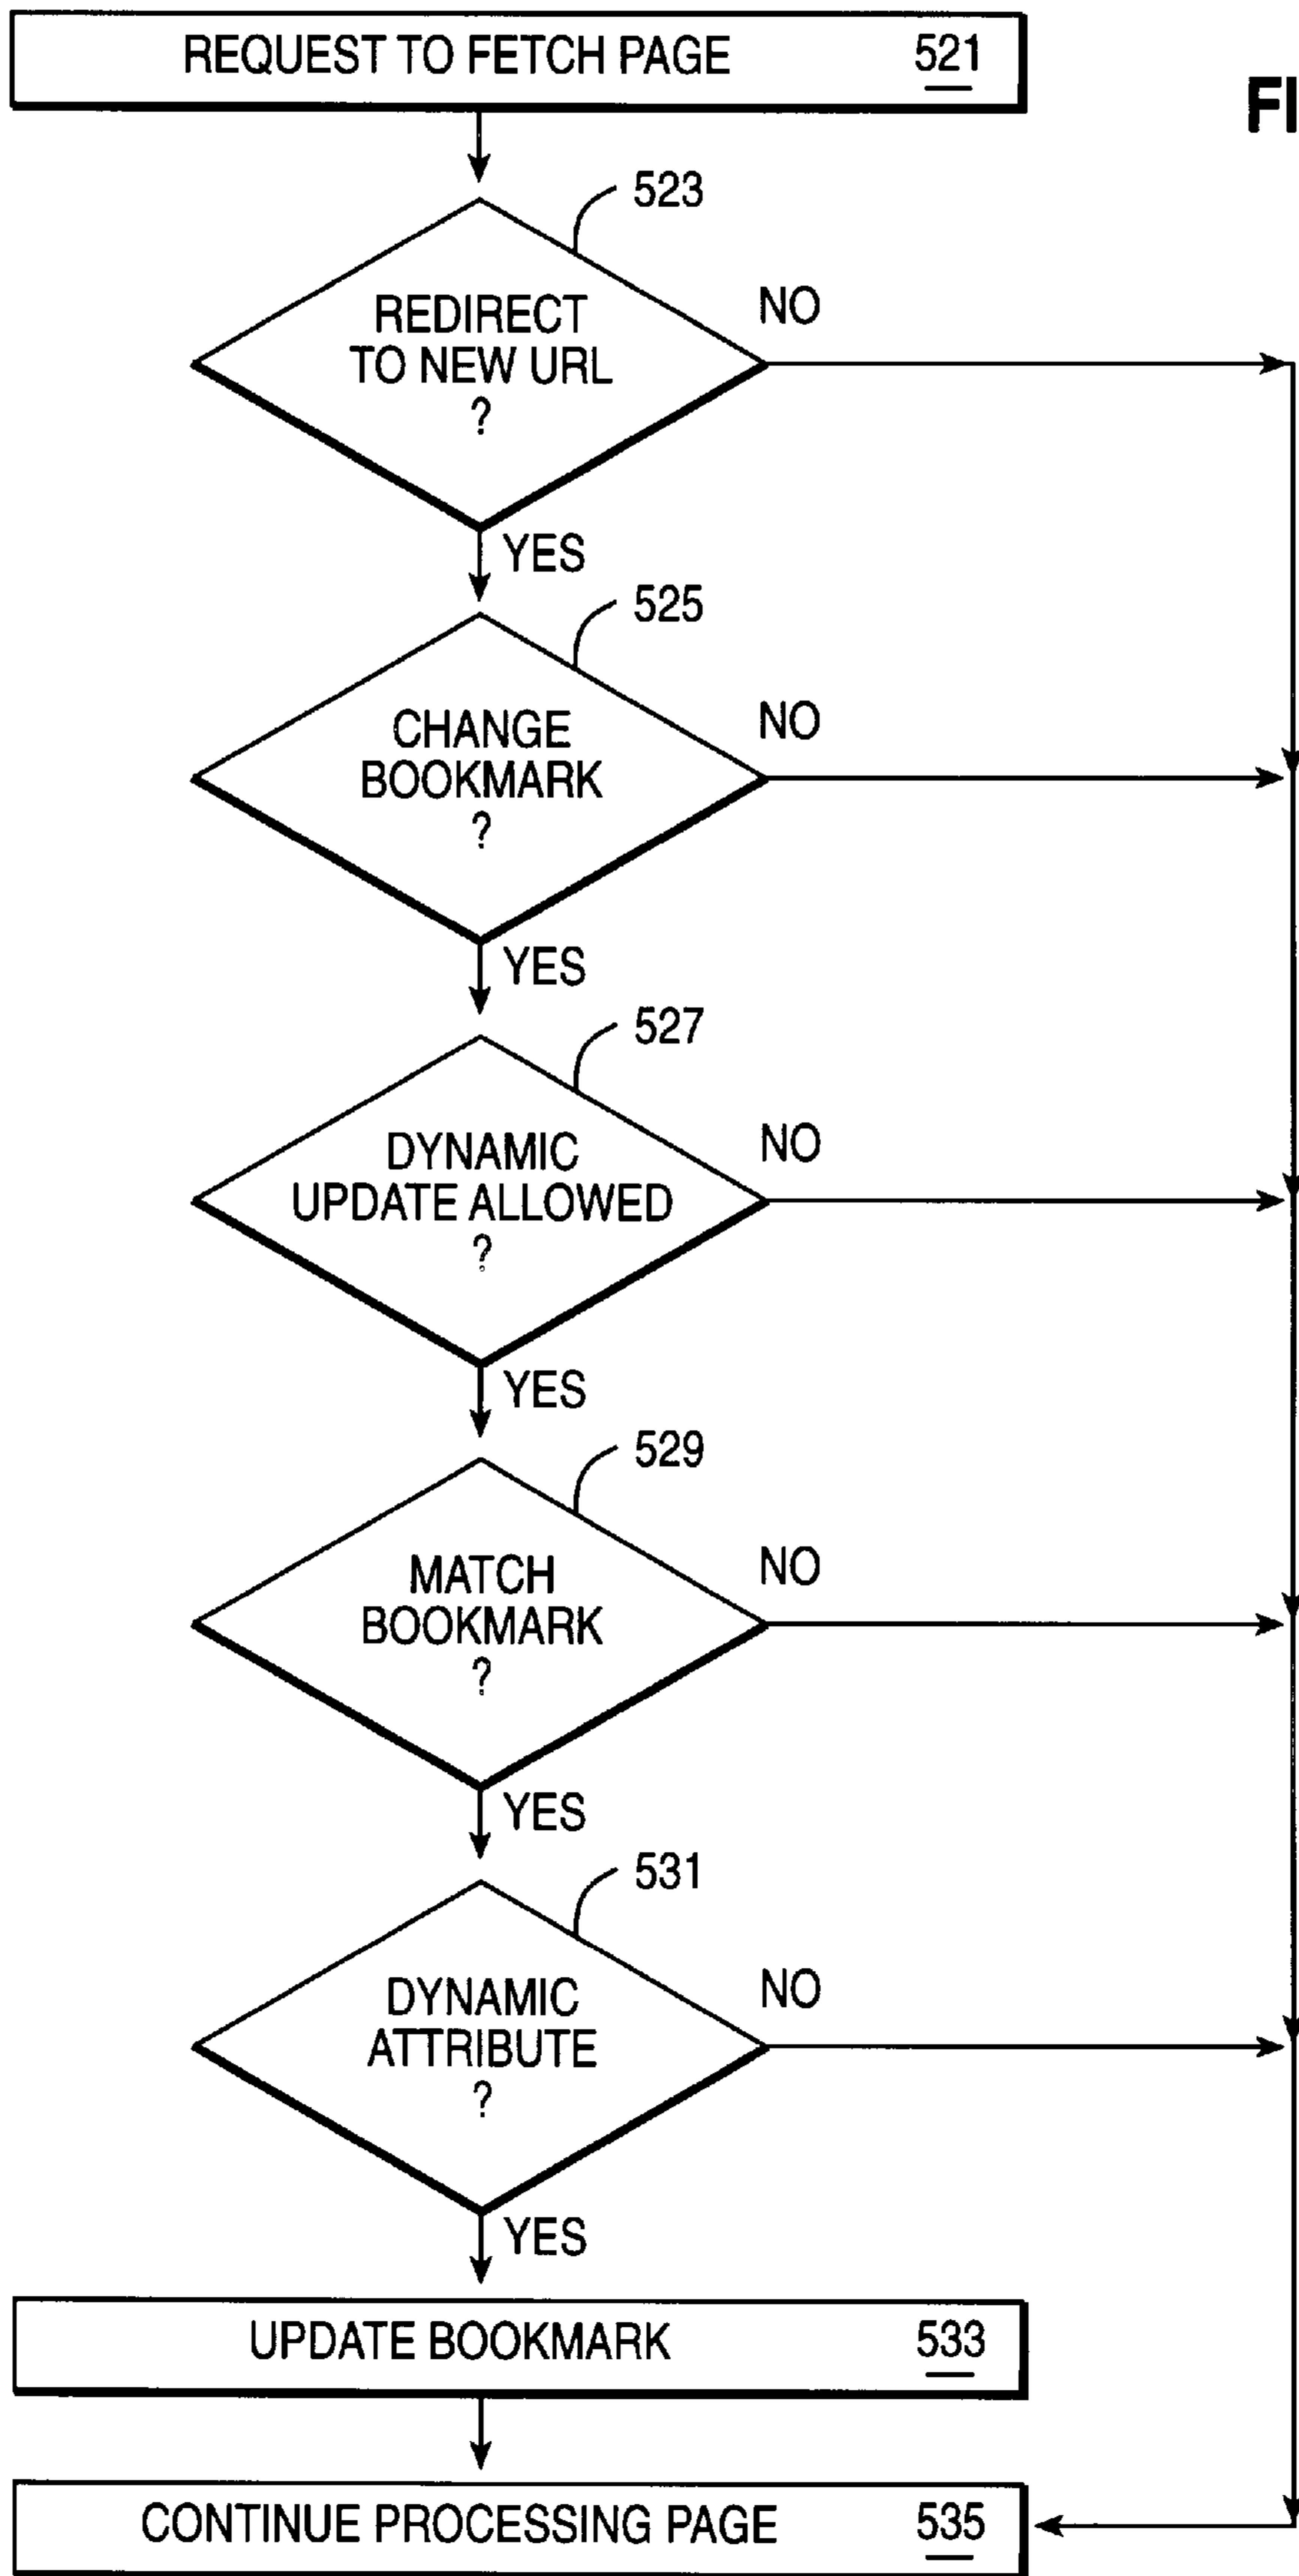 REQUEST TO FETCH PAGE 521
FI
523
REDIRECT
TO NEW URL
?
NO
YES
525
CHANGE
BOOKMARK
?
NO
YES
527
DYNAMIC
UPDATE ALLOWED
?
NO
YES
529
MATCH
BOOKMARK
?
NO
YES
531
DYNAMIC
ATTRIBUTE
?
NO
YES
UPDATE BOOKMARK 533
CONTINUE PROCESSING PAGE 535